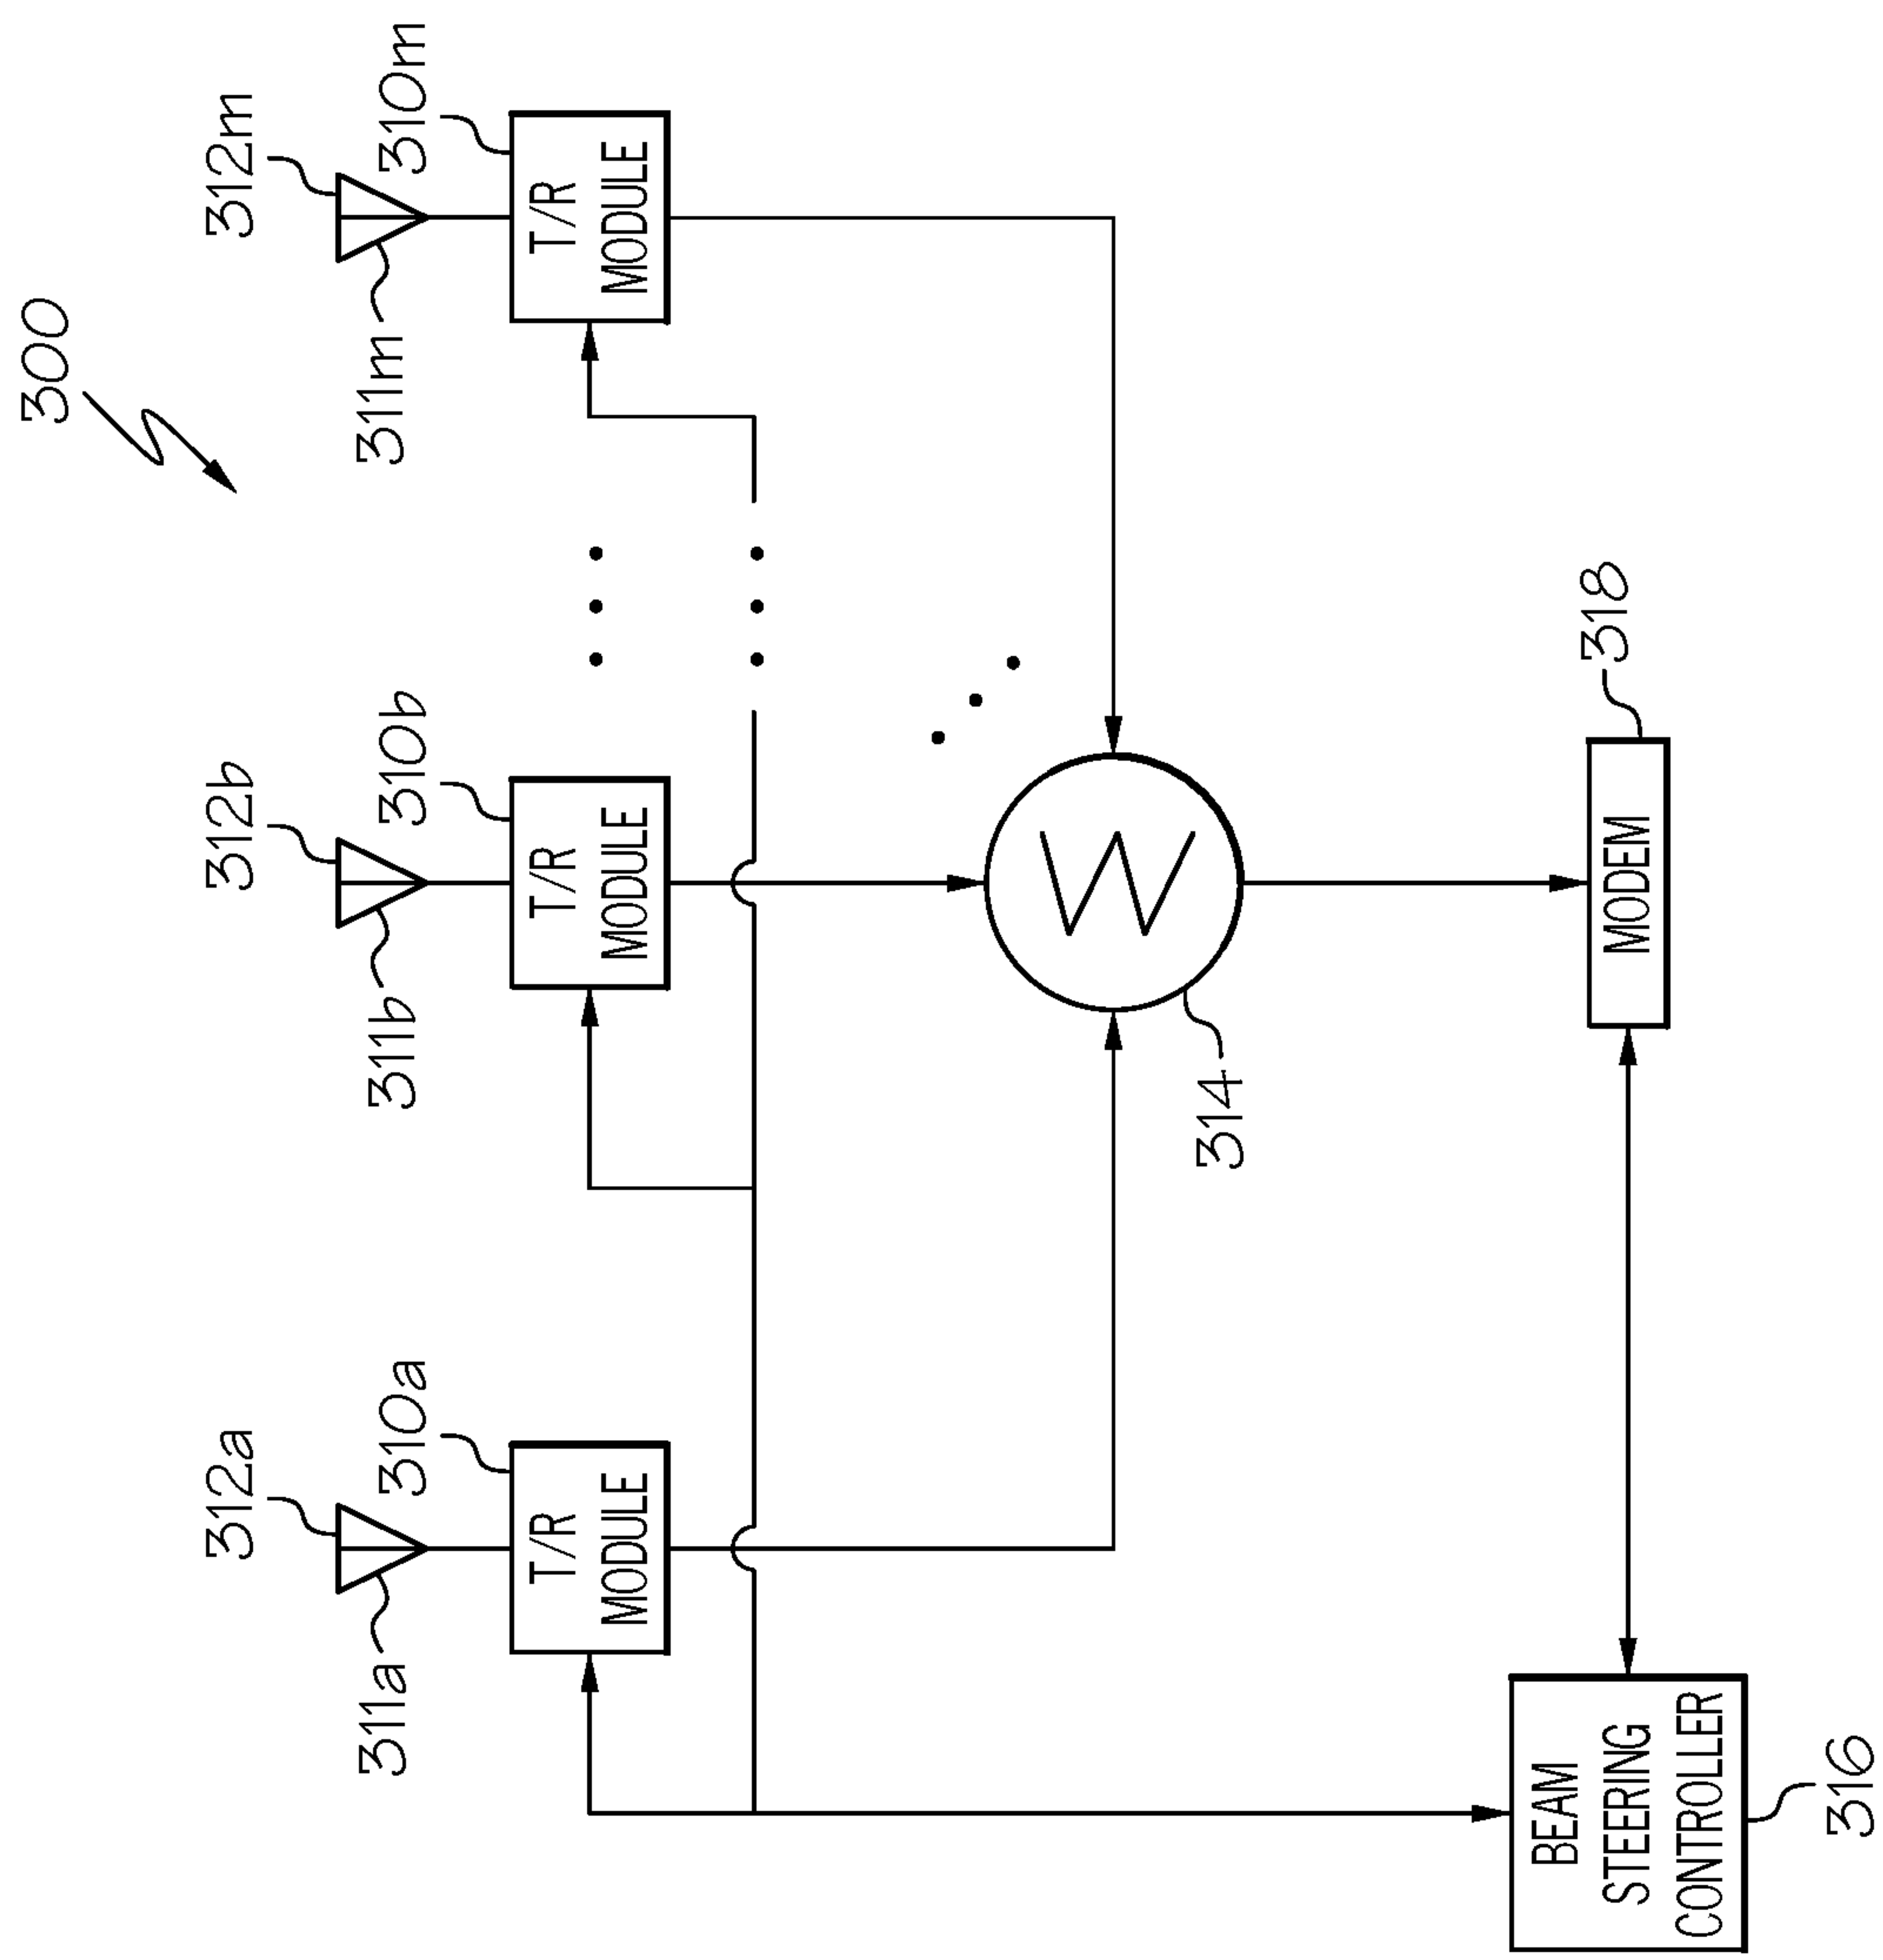 300
312a
312b
312m
311a
310a
311b
310b
311m
310m
T/R
MODULE
T/R
MODULE
T/R
MODULE
Σ
314
BEAM
STEERING
CONTROLLER
316
MODEM
318